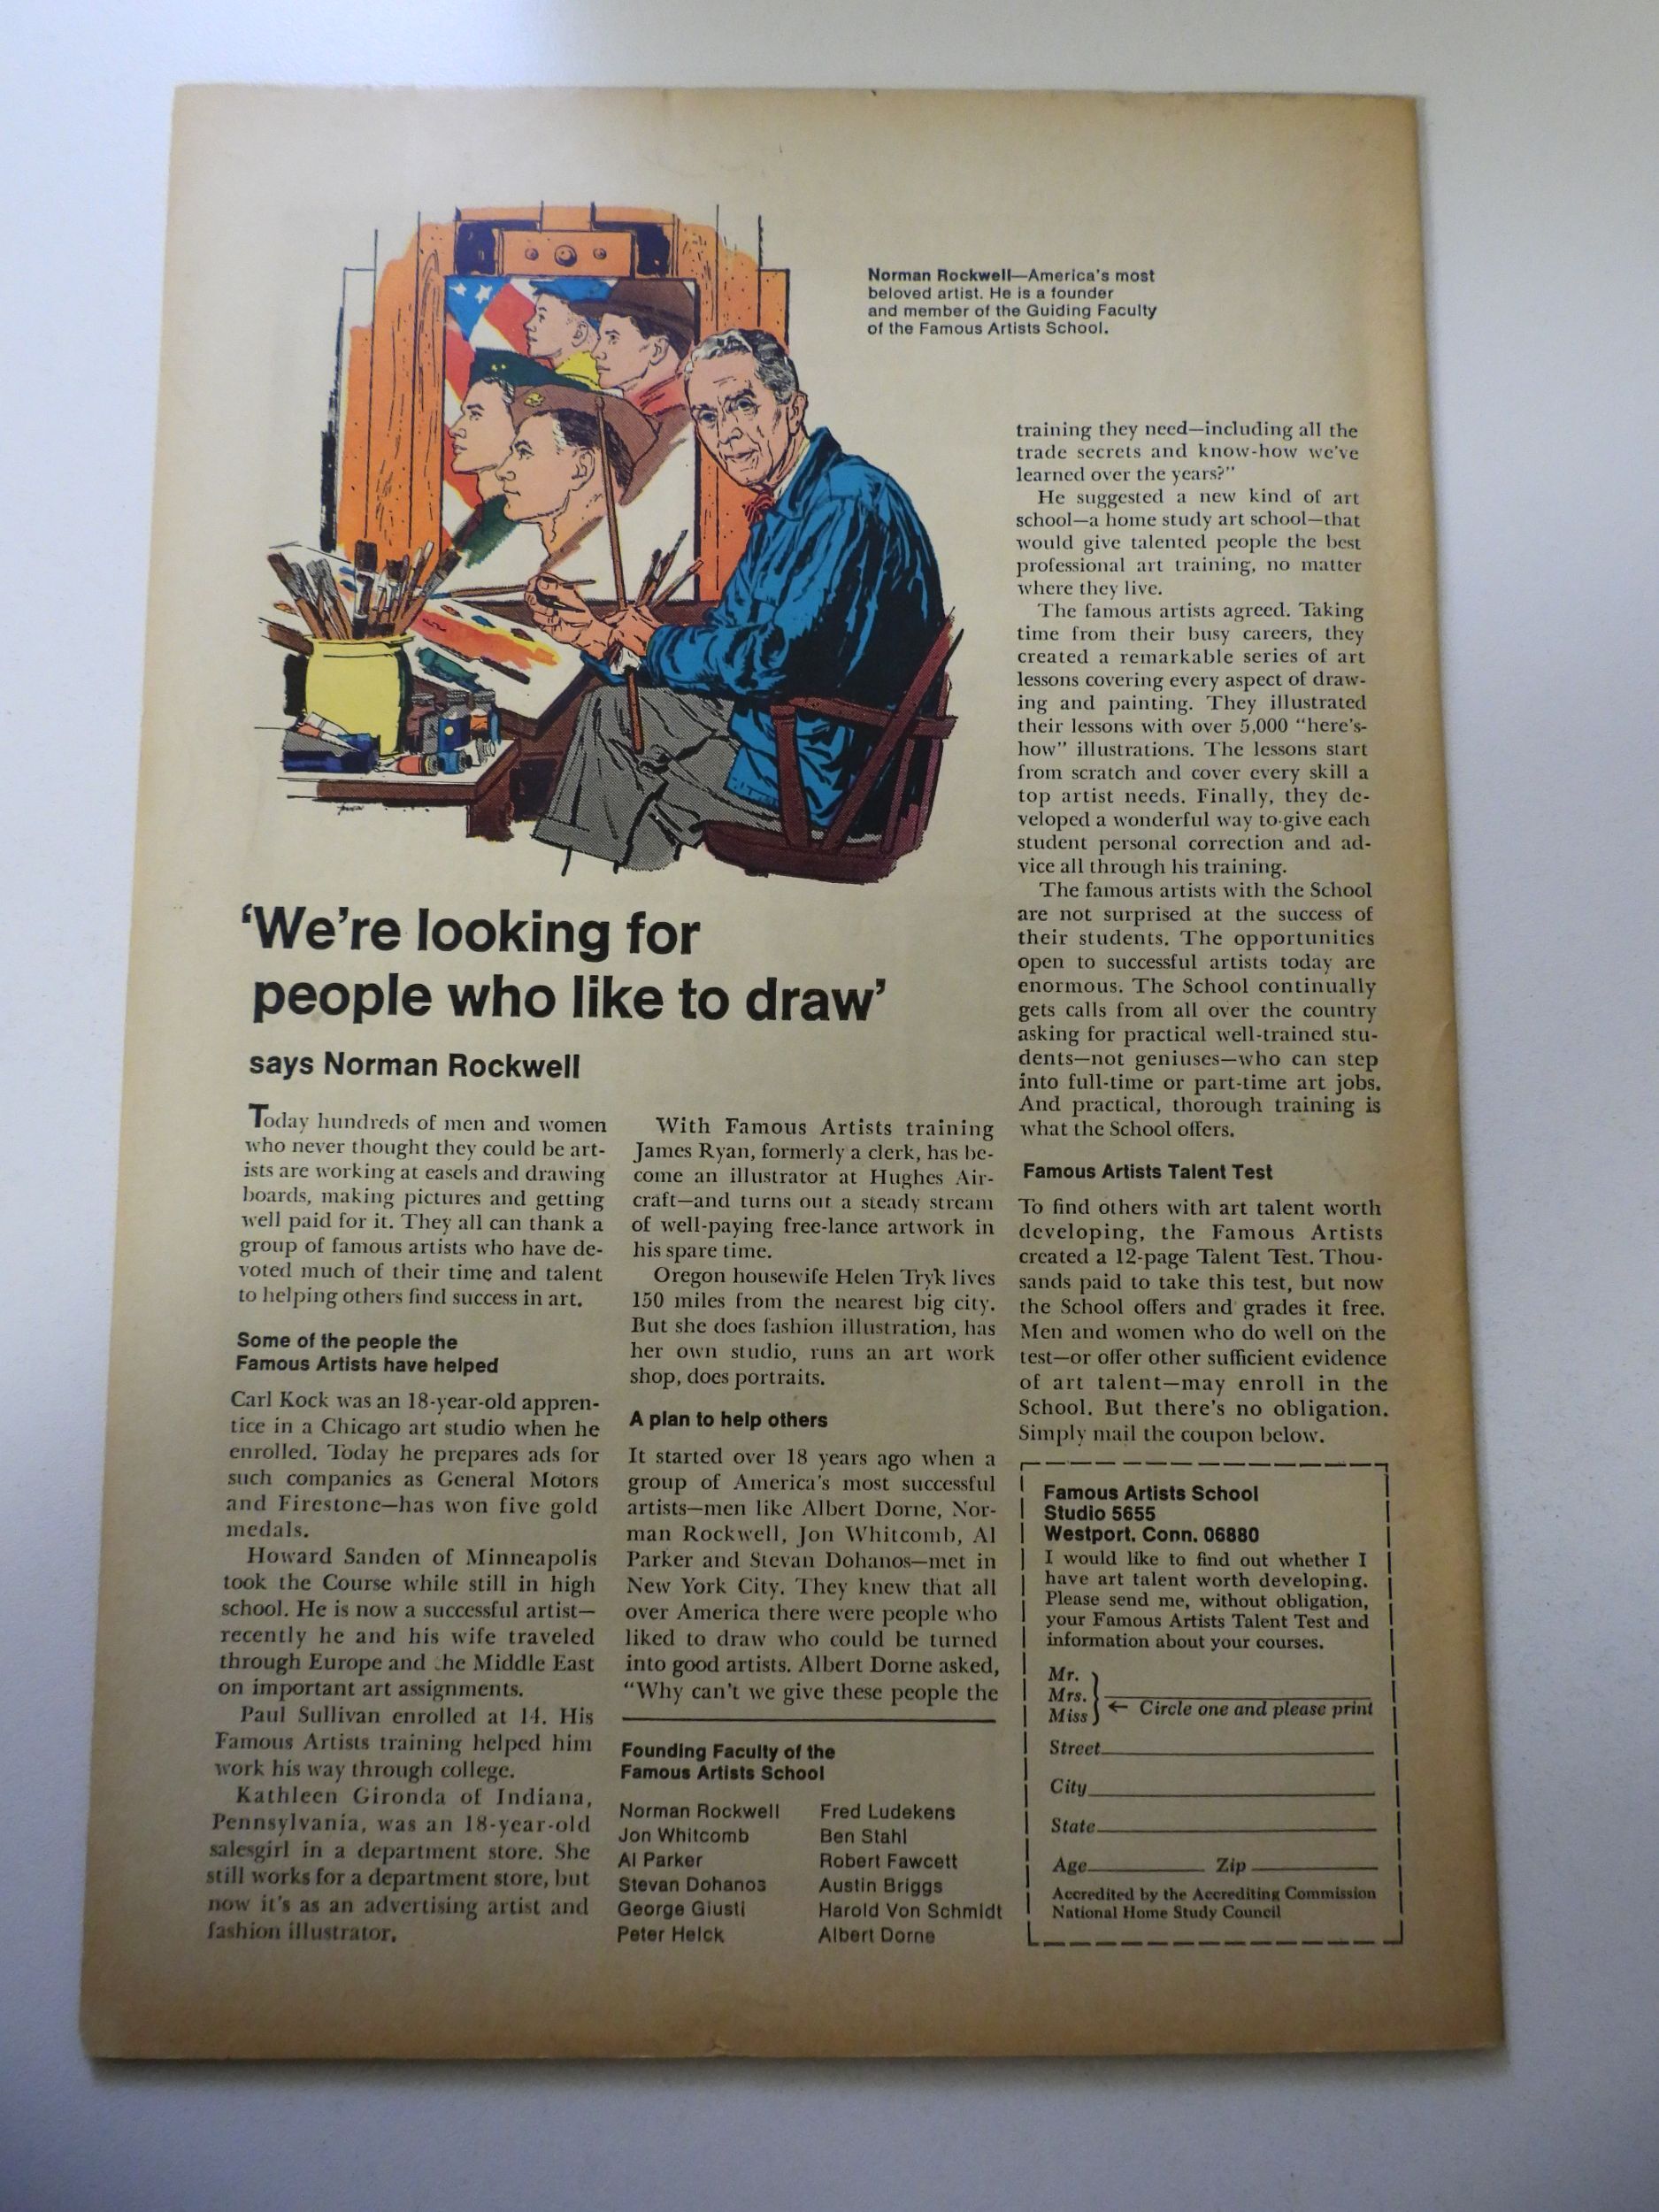 Norman Rockwell—America's most
beloved artist. He is a founder
and member of the Guiding Faculty
of the Famous Artists School.
'We're looking for
people who like to draw'
says Norman Rockwell
Today hundreds of men and women
who never thought they could be art-
ists are working at easels and drawing
boards, making pictures and getting
well paid for it. They all can thank a
group of famous artists who have de-
voted much of their time and talent
to helping others find success in art.
Some of the people the
Famous Artists have helped
Carl Kock was an 18-year-old appren-
tice in a Chicago art studio when he
enrolled. Today he prepares ads for
such companies as General Motors
and Firestone—has won five gold
medals.
Howard Sanden of Minneapolis
took the Course while still in high
school. He is now a successful artist—
recently he and his wife traveled
through Europe and the Middle East
on important art assignments.
Paul Sullivan enrolled at 14. His
Famous Artists training helped him
work his way through college.
Kathleen Gironda of Indiana,
Pennsylvania, was an 18-year-old
salesgirl in a department store. She
still works for a department store, but
now it's as an advertising artist and
fashion illustrator.
With Famous Artists training
James Ryan, formerly a clerk, has be-
come an illustrator at Hughes Air-
craft—and turns out a steady stream
of well-paying free-lance artwork in
his spare time.
Oregon housewife Helen Tryk lives
150 miles from the nearest big city.
But she does fashion illustration, has
her own studio, runs an art work
shop, does portraits.
A plan to help others
It started over 18 years ago when a
group of America's most successful
artists—men like Albert Dorne, Nor-
man Rockwell, Jon Whitcomb, Al
Parker and Stevan Dohanos—met in
New York City. They knew that all
over America there were people who
liked to draw who could be turned
into good artists. Albert Dorne asked,
"Why can't we give these people the
training they need—including all the
trade secrets and know-how we've
learned over the years?"
He suggested a new kind of art
school—a home study art school—that
would give talented people the best
professional art training, no matter
where they live.
The famous artists agreed. Taking
time from their busy careers, they
created a remarkable series of art
lessons covering every aspect of draw-
ing and painting. They illustrated
their lessons with over 5,000 "here's-
how" illustrations. The lessons start
from scratch and cover every skill a
top artist needs. Finally, they de-
veloped a wonderful way to give each
student personal correction and ad-
vice all through his training.
The famous artists with the School
are not surprised at the success of
their students. The opportunities
open to successful artists today are
enormous. The School continually
gets calls from all over the country
asking for practical well-trained stu-
dents—not geniuses—who can step
into full-time or part-time art jobs.
And practical, thorough training is
what the School offers.
Famous Artists Talent Test
To find others with art talent worth
developing, the Famous Artists
created a 12-page Talent Test. Thou-
sands paid to take this test, but now
the School offers and grades it free.
Men and women who do well on the
test—or offer other sufficient evidence
of art talent—may enroll in the
School. But there's no obligation.
Simply mail the coupon below.
Founding Faculty of the
Famous Artists School
Norman Rockwell
Jon Whitcomb
Al Parker
Stevan Dohanos
George Giusti
Peter Helck
Fred Ludekens
Ben Stahl
Robert Fawcett
Austin Briggs
Harold Von Schmidt
Albert Dorne
Famous Artists School
Studio 5655
Westport, Conn. 06880
I would like to find out whether I
have art talent worth developing.
Please send me, without obligation,
your Famous Artists Talent Test and
information about your courses.
Mr.
Mrs.
Miss
← Circle one and please print
Street
City
State
Age Zip
Accredited by the Accrediting Commission
National Home Study Council